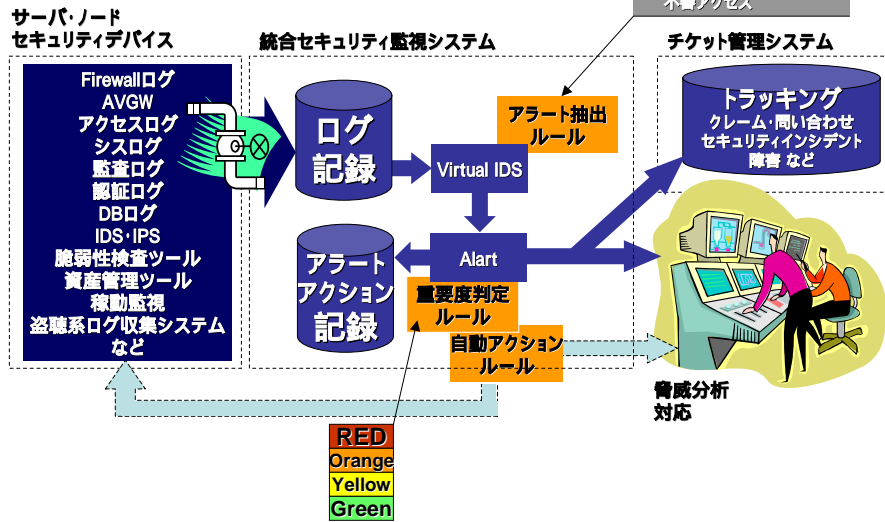 不審アクセス
サーバ・ノード
セキュリティデバイス
統合セキュリティ監視システム
チケット管理システム
Firewallログ
AVGW
アクセスログ
シスログ
監査ログ
認証ログ
DBログ
IDS・IPS
脆弱性検査ツール
資産管理ツール
稼動監視
盗聴系ログ収集システム
など
ログ
記録
アラート抽出
ルール
Virtual IDS
トラッキング
クレーム・問い合わせ
セキュリティインシデント
障害 など
アラート
アクション
記録
Alart
重要度判定
ルール
自動アクション
ルール
脅威分析
対応
RED
Orange
Yellow
Green